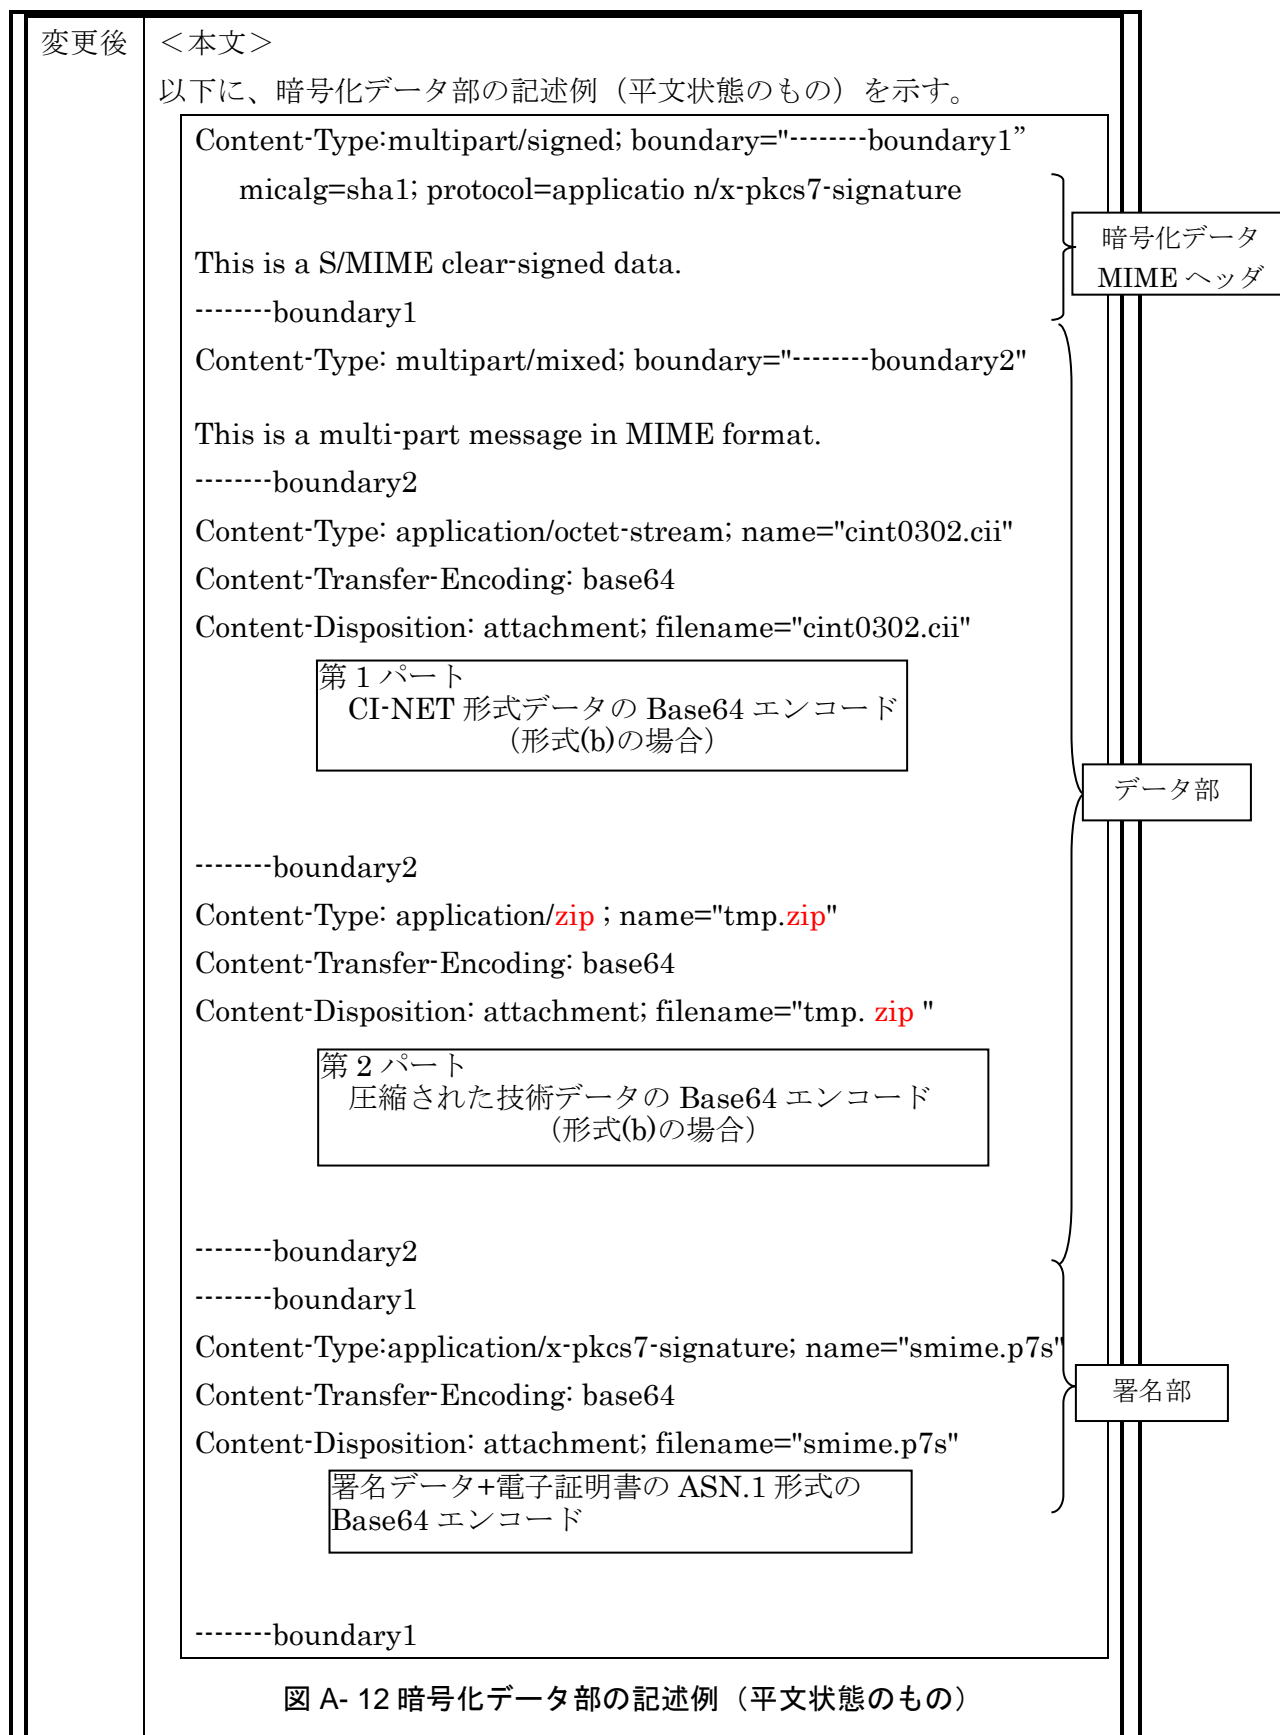 変更後
＜本文＞
以下に、暗号化データ部の記述例（平文状態のもの）を示す。
Content-Type:multipart/signed; boundary="--------boundary1”
micalg=sha1; protocol=applicatio n/x-pkcs7-signature
暗号化データ
MIME ヘッダ
This is a S/MIME clear-signed data.
--------boundary1
Content-Type: multipart/mixed; boundary="--------boundary2"
This is a multi-part message in MIME format.
--------boundary2
Content-Type: application/octet-stream; name="cint0302.cii"
Content-Transfer-Encoding: base64
Content-Disposition: attachment; filename="cint0302.cii"
第 1 パート
CI-NET 形式データの Base64 エンコード
（形式(b)の場合）
データ部
--------boundary2
Content-Type: application/zip ; name="tmp.zip"
Content-Transfer-Encoding: base64
Content-Disposition: attachment; filename="tmp. zip "
第 2 パート
圧縮された技術データの Base64 エンコード
（形式(b)の場合）
--------boundary2
--------boundary1
Content-Type:application/x-pkcs7-signature; name="smime.p7s"
Content-Transfer-Encoding: base64
署名部
Content-Disposition: attachment; filename="smime.p7s"
署名データ+電子証明書の ASN.1 形式の
Base64 エンコード
--------boundary1
図 A- 12 暗号化データ部の記述例（平文状態のもの）